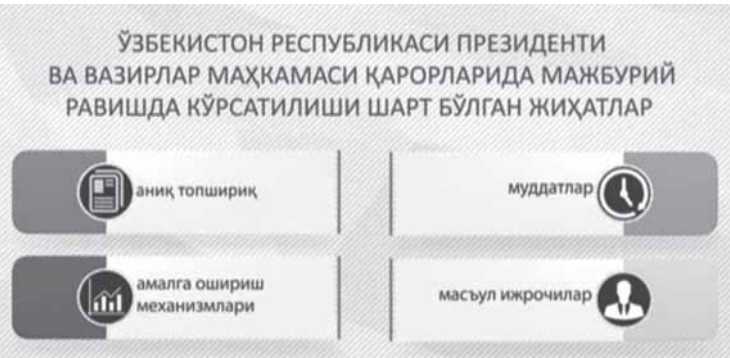 ЎЗБЕКИСТОН РЕСПУБЛИКАСИ ПРЕЗИДЕНТИ
ВА ВАЗИРЛАР МАҲКАМАСИ ҚАРОРЛАРИДА МАЖБУРИЙ
РАВИШДА КЎРСАТИЛИШИ ШАРТ БЎЛГАН ЖИҲАТЛАР
аниқ топшириқ
муддатлар
амалга ошириш
механизмлари
масъул ижрочилар